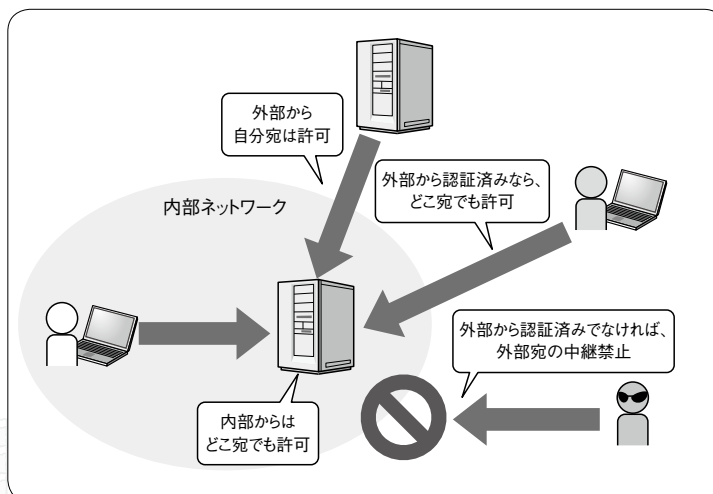 外部から
自分宛は許可
外部から認証済みなら、
どこ宛でも許可
内部ネットワーク
外部から認証済みでなければ、
外部宛の中継禁止
内部からは
どこ宛でも許可